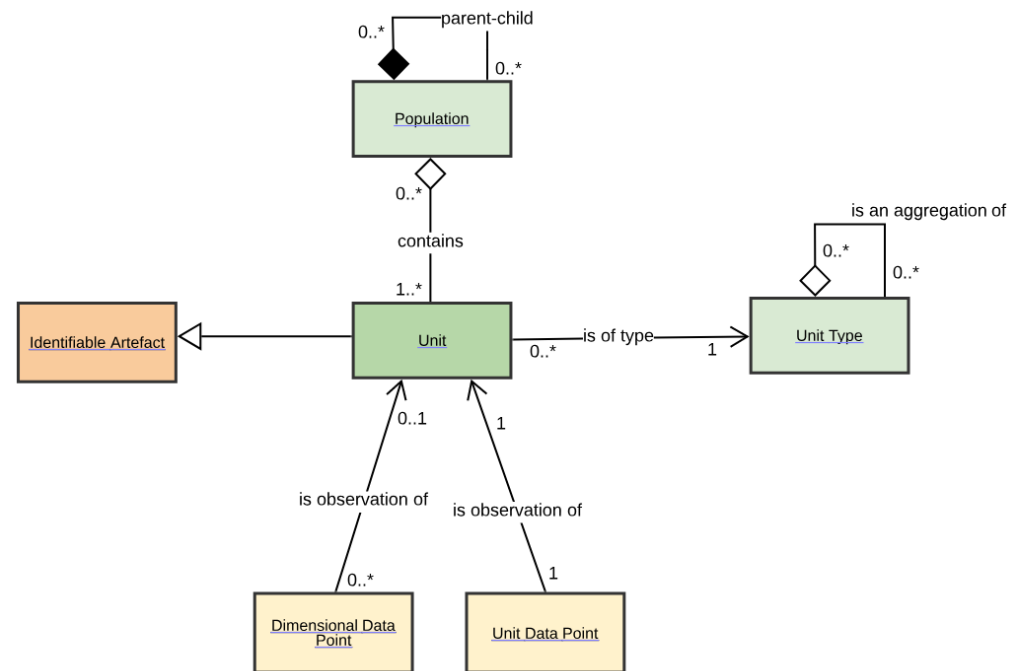 parent-child
0..*
0..*
Population
0..*
contains
1..*
is an aggregation of
0..*
0..*
Identifiable Artefact
Unit
is of type
0..*
1
Unit Type
0..1
1
is observation of
is observation of
0..*
1
Dimensional Data
Point
Unit Data Point